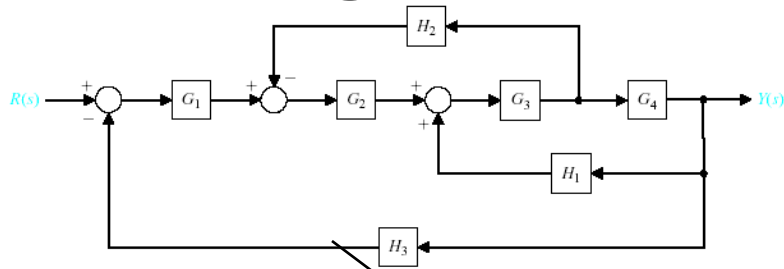 H2
R(s) + − G1 + − G2 + + G3 G4 Y(s)
H1
H3